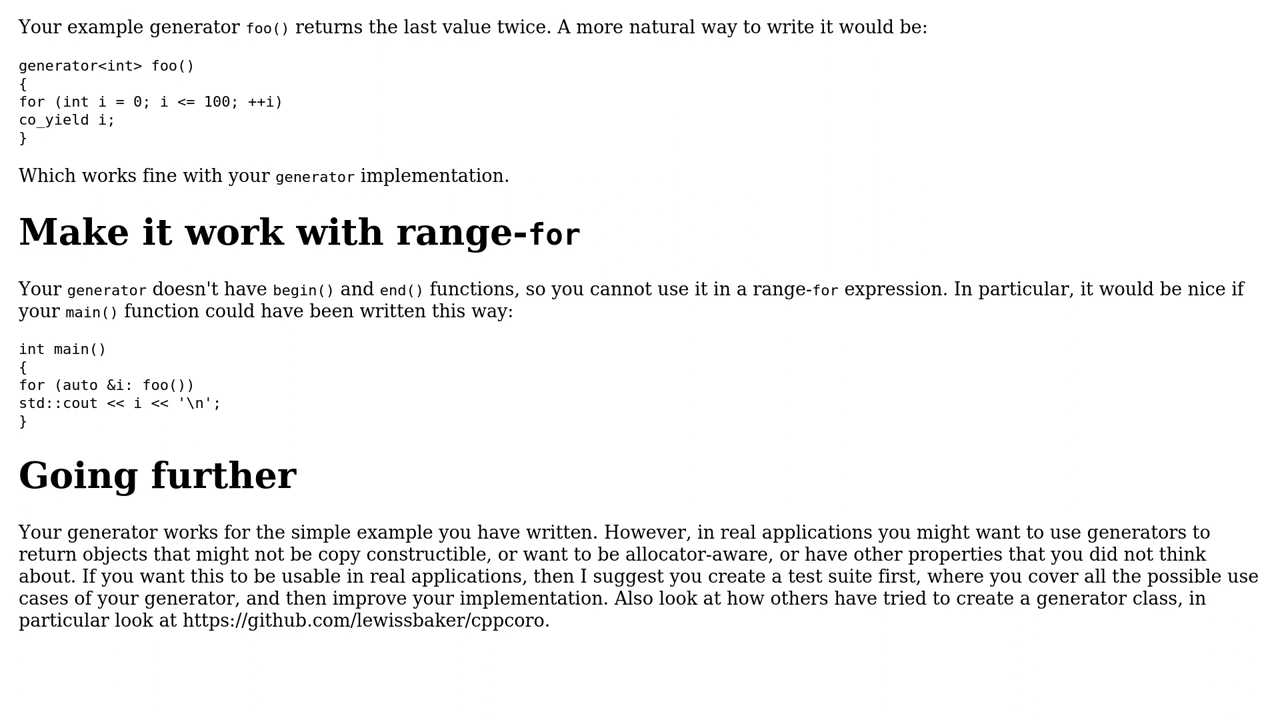 Your example generator foo() returns the last value twice. A more natural way to write it would be:
generator<int> foo()
{
for (int i = 0; i <= 100; ++i)
co_yield i;
}
Which works fine with your generator implementation.
Make it work with range-for
Your generator doesn't have begin() and end() functions, so you cannot use it in a range-for expression. In particular, it would be nice if
your main() function could have been written this way:
int main()
{
for (auto &i: foo())
std::cout << i << '\n';
}
Going further
Your generator works for the simple example you have written. However, in real applications you might want to use generators to
return objects that might not be copy constructible, or want to be allocator-aware, or have other properties that you did not think
about. If you want this to be usable in real applications, then I suggest you create a test suite first, where you cover all the possible use
cases of your generator, and then improve your implementation. Also look at how others have tried to create a generator class, in
particular look at https://github.com/lewissbaker/cppcoro.